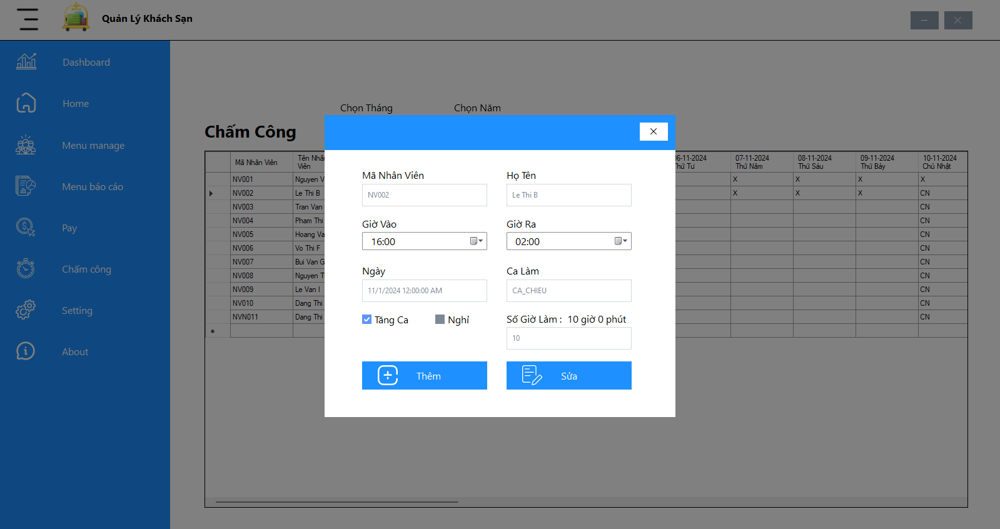 Quản Lý Khách Sạn
Dashboard
Home
Menu manage
Menu báo cáo
Pay
Chấm công
Setting
About
Chọn Tháng
Chọn Năm
Chấm Công
Mã Nhân Viên
Tên Nhân
Viên
06-11-2024
Thứ Tư
07-11-2024
Thứ Năm
08-11-2024
Thứ Sáu
09-11-2024
Thứ Bảy
10-11-2024
Chủ Nhật
NV001 Nguyen V X X X X
NV002 Le Thi B X X X CN
NV003 Tran Van CN
NV004 Pham Thi CN
NV005 Hoang Va CN
NV006 Vo Thi F CN
NV007 Bui Van G CN
NV008 Nguyen T CN
NV009 Le Van I CN
NV010 Dang Thi CN
NVN011 Dang Thi CN
Mã Nhân Viên
NV002
Họ Tên
Le Thi B
Giờ Vào
16:00
Giờ Ra
02:00
Ngày
11/1/2024 12:00:00 AM
Ca Làm
CA_CHIEU
Tăng Ca
Nghỉ
Số Giờ Làm : 10 giờ 0 phút
10
Thêm
Sửa